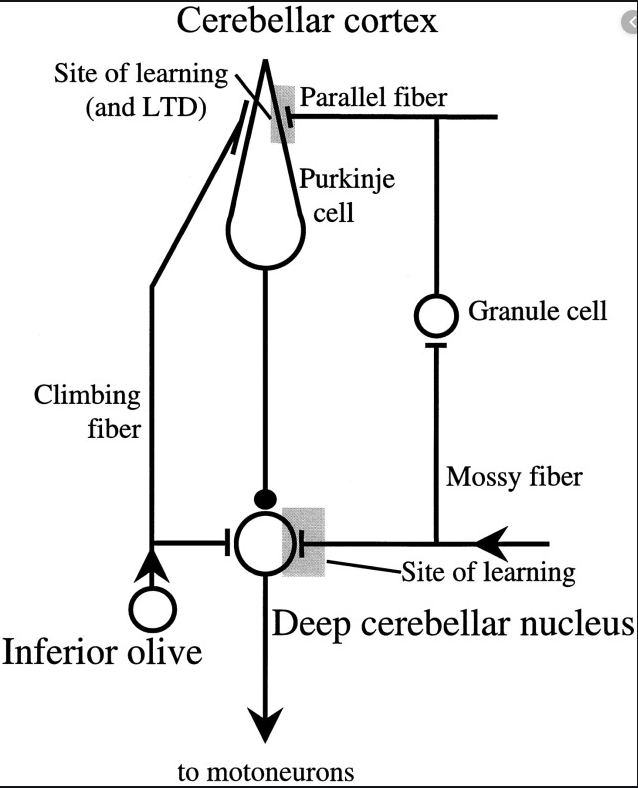 Cerebellar cortex
Site of learning
(and LTD)
Parallel fiber
Purkinje
cell
Granule cell
Climbing
fiber
Mossy fiber
Site of learning
Deep cerebellar nucleus
Inferior olive
to motoneurons